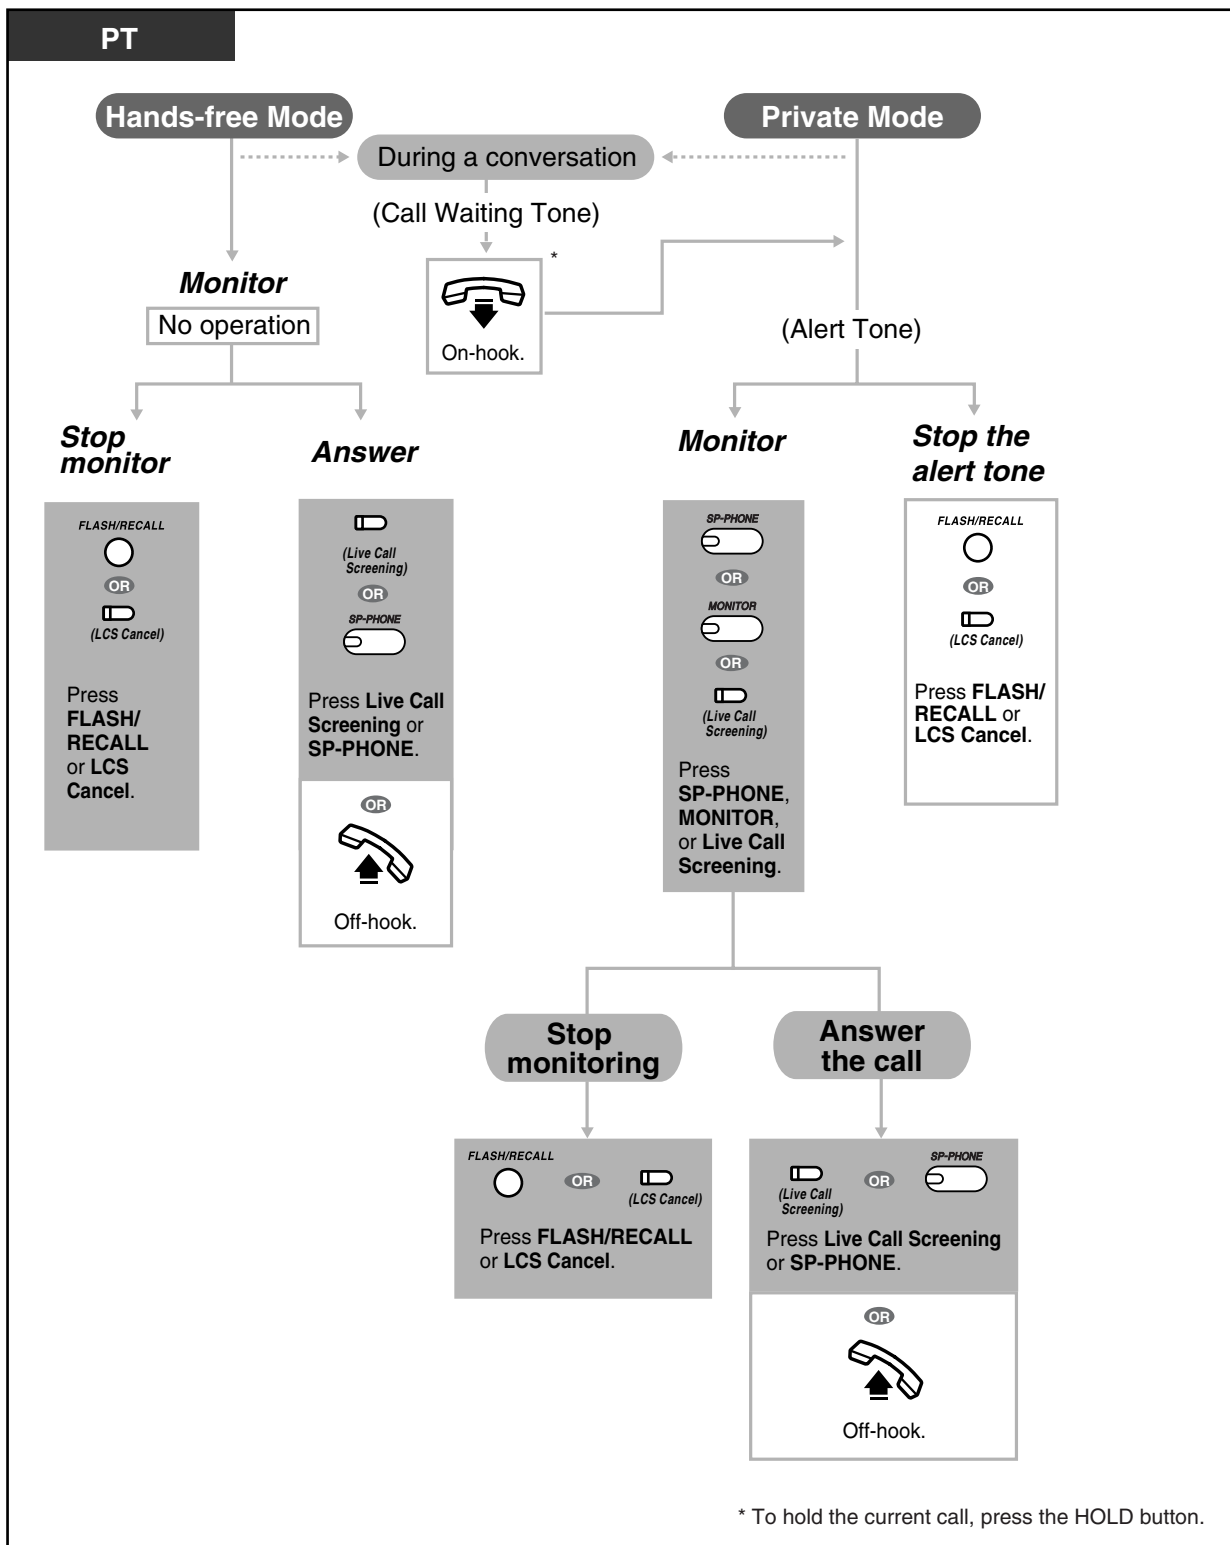 PT
Hands-free Mode
Private Mode
During a conversation
(Call Waiting Tone)
*
On-hook.
Monitor
No operation
(Alert Tone)
Stop
monitor
FLASH/RECALL
OR
(LCS Cancel)
Press
FLASH/
RECALL
or LCS
Cancel.
Answer
(Live Call
Screening)
OR
SP-PHONE
Press Live Call
Screening or
SP-PHONE.
OR
Off-hook.
Monitor
SP-PHONE
OR
MONITOR
OR
(Live Call
Screening)
Press
SP-PHONE,
MONITOR,
or Live Call
Screening.
Stop the
alert tone
FLASH/RECALL
OR
(LCS Cancel)
Press FLASH/
RECALL or
LCS Cancel.
Stop
monitoring
FLASH/RECALL
OR
(LCS Cancel)
Press FLASH/RECALL
or LCS Cancel.
Answer
the call
(Live Call
Screening)
OR
SP-PHONE
Press Live Call Screening
or SP-PHONE.
OR
Off-hook.
* To hold the current call, press the HOLD button.